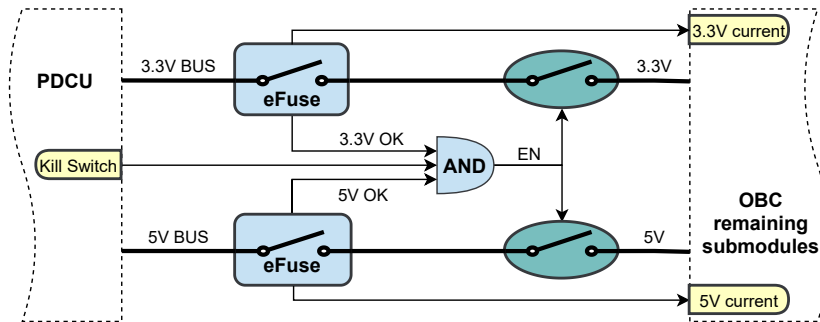 3.3V current
3.3V BUS
3.3V
PDCU
eFuse
3.3V OK
Kill Switch
AND
EN
5V OK
OBC
remaining
submodules
5V BUS
5V
eFuse
5V current